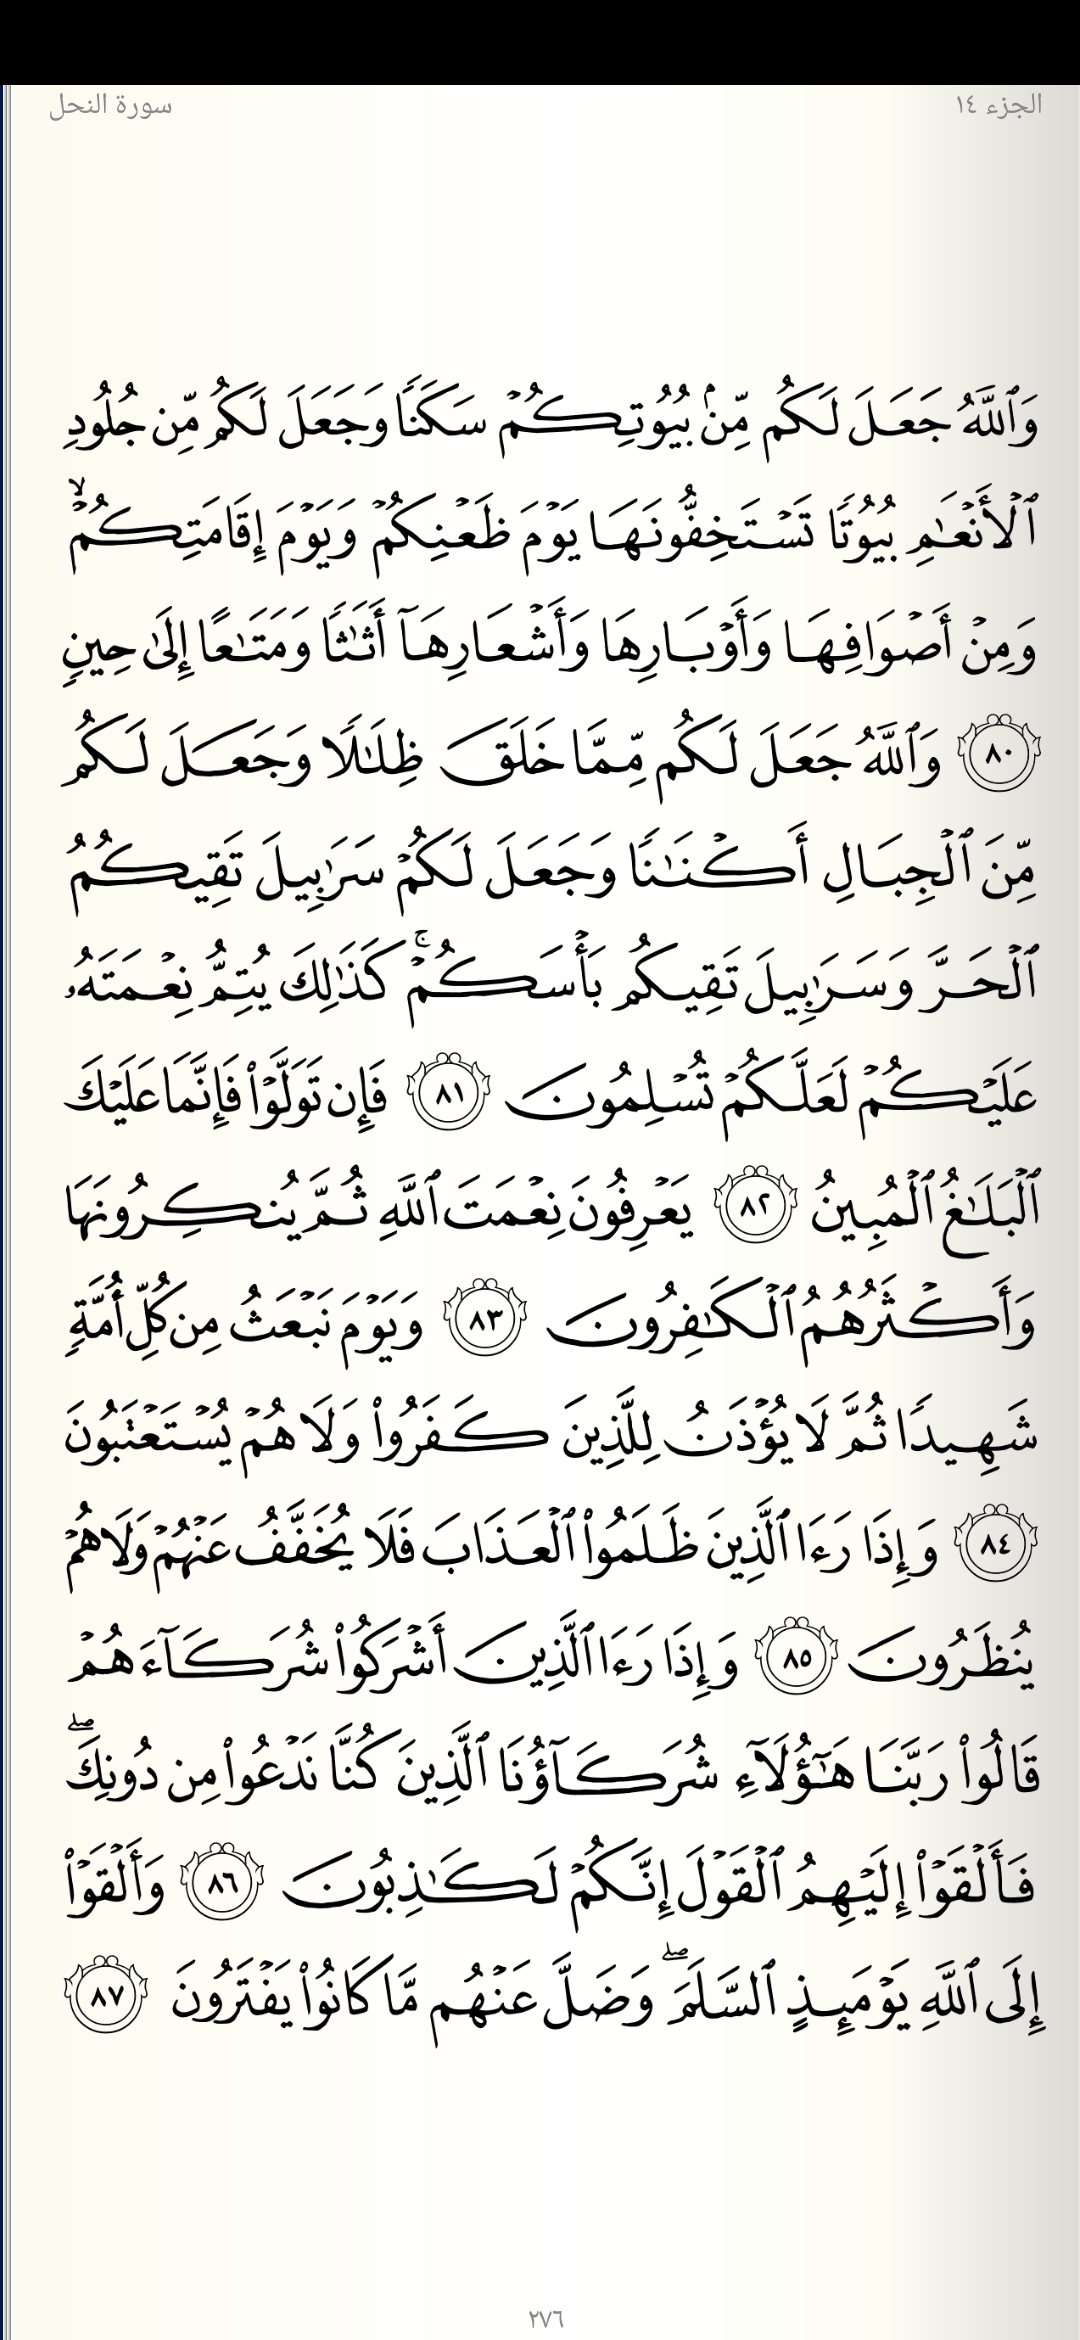 الجزء ١٤
سورة النحل
وَٱللَّهُ جَعَلَ لَكُم مِّنۢ بُيُوتِكُمۡ سَكَنٗا وَجَعَلَ لَكُم مِّن جُلُودِ
ٱلۡأَنۡعَٰمِ بُيُوتٗا تَسۡتَخِفُّونَهَا يَوۡمَ ظَعۡنِكُمۡ وَيَوۡمَ إِقَامَتِكُمۡۙ
وَمِنۡ أَصۡوَافِهَا وَأَوۡبَارِهَا وَأَشۡعَارِهَآ أَثَٰثٗا وَمَتَٰعًا إِلَىٰ حِينٖ
٨٠ وَٱللَّهُ جَعَلَ لَكُم مِّمَّا خَلَقَ ظِلَٰلٗا وَجَعَلَ لَكُم
مِّنَ ٱلۡجِبَالِ أَكۡنَٰنٗا وَجَعَلَ لَكُمۡ سَرَٰبِيلَ تَقِيكُمُ
ٱلۡحَرَّ وَسَرَٰبِيلَ تَقِيكُم بَأۡسَكُمۡۚ كَذَٰلِكَ يُتِمُّ نِعۡمَتَهُۥ
عَلَيۡكُمۡ لَعَلَّكُمۡ تُسۡلِمُونَ ٨١ فَإِن تَوَلَّوۡاْ فَإِنَّمَا عَلَيۡكَ
ٱلۡبَلَٰغُ ٱلۡمُبِينُ ٨٢ يَعۡرِفُونَ نِعۡمَتَ ٱللَّهِ ثُمَّ يُنكِرُونَهَا
وَأَكۡثَرُهُمُ ٱلۡكَٰفِرُونَ ٨٣ وَيَوۡمَ نَبۡعَثُ مِن كُلِّ أُمَّةٖ
شَهِيدٗا ثُمَّ لَا يُؤۡذَنُ لِلَّذِينَ كَفَرُواْ وَلَا هُمۡ يُسۡتَعۡتَبُونَ
٨٤ وَإِذَا رَءَا ٱلَّذِينَ ظَلَمُواْ ٱلۡعَذَابَ فَلَا يُخَفَّفُ عَنۡهُمۡ وَلَا هُمۡ
يُنظَرُونَ ٨٥ وَإِذَا رَءَا ٱلَّذِينَ أَشۡرَكُواْ شُرَكَآءَهُمۡ
قَالُواْ رَبَّنَا هَٰٓؤُلَآءِ شُرَكَآؤُنَا ٱلَّذِينَ كُنَّا نَدۡعُواْ مِن دُونِكَۖ
فَأَلۡقَوۡاْ إِلَيۡهِمُ ٱلۡقَوۡلَ إِنَّكُمۡ لَكَٰذِبُونَ ٨٦ وَأَلۡقَوۡاْ
إِلَى ٱللَّهِ يَوۡمَئِذٍ ٱلسَّلَمَۖ وَضَلَّ عَنۡهُم مَّا كَانُواْ يَفۡتَرُونَ ٨٧
٢٧٦